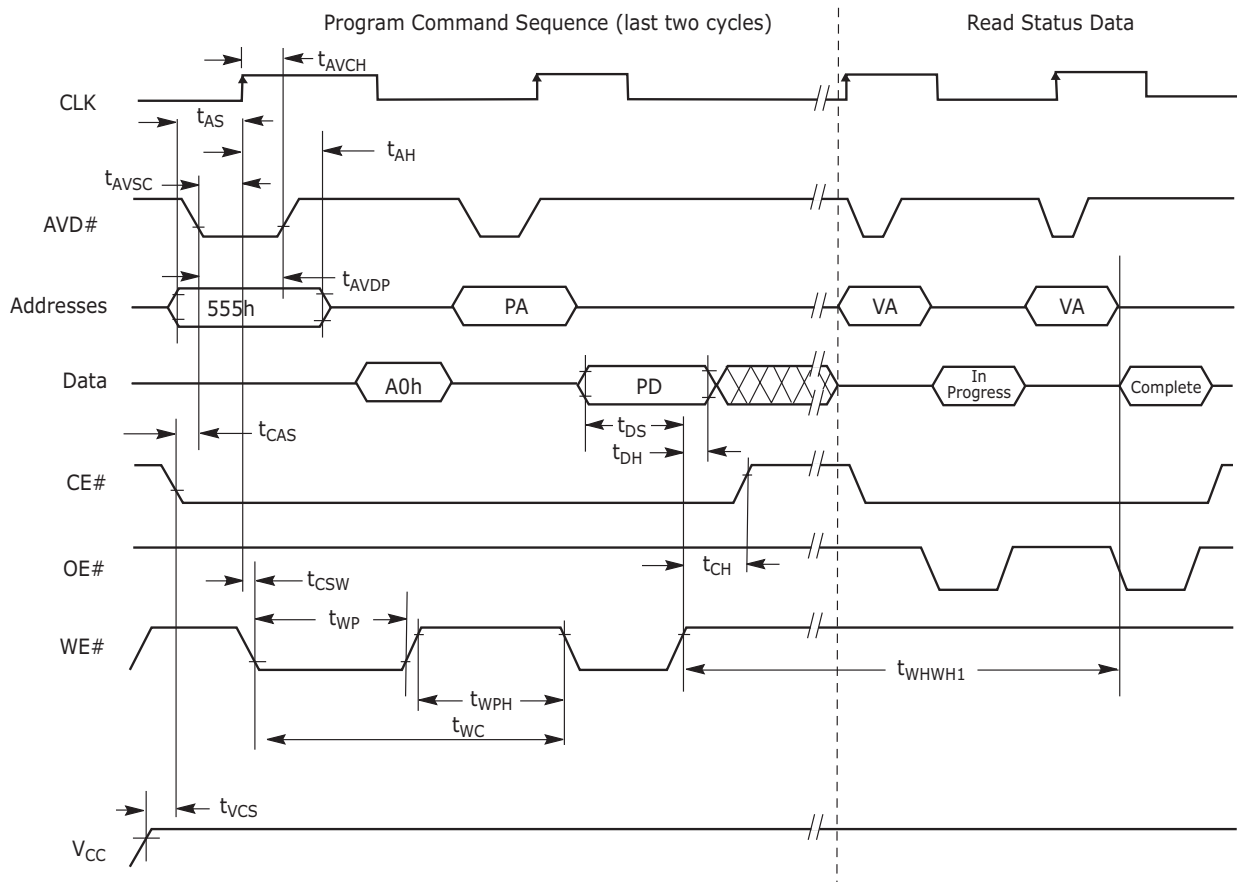 Program Command Sequence (last two cycles)
Read Status Data
tAVCH
CLK
tAS
tAH
tAVSC
AVD#
tAVDP
Addresses
555h
PA
VA
VA
Data
A0h
PD
In
Progress
Complete
tCAS
tDS
tDH
CE#
OE#
tCSW
tCH
tWP
WE#
tWHWH1
tWPH
tWC
tVCS
VCC